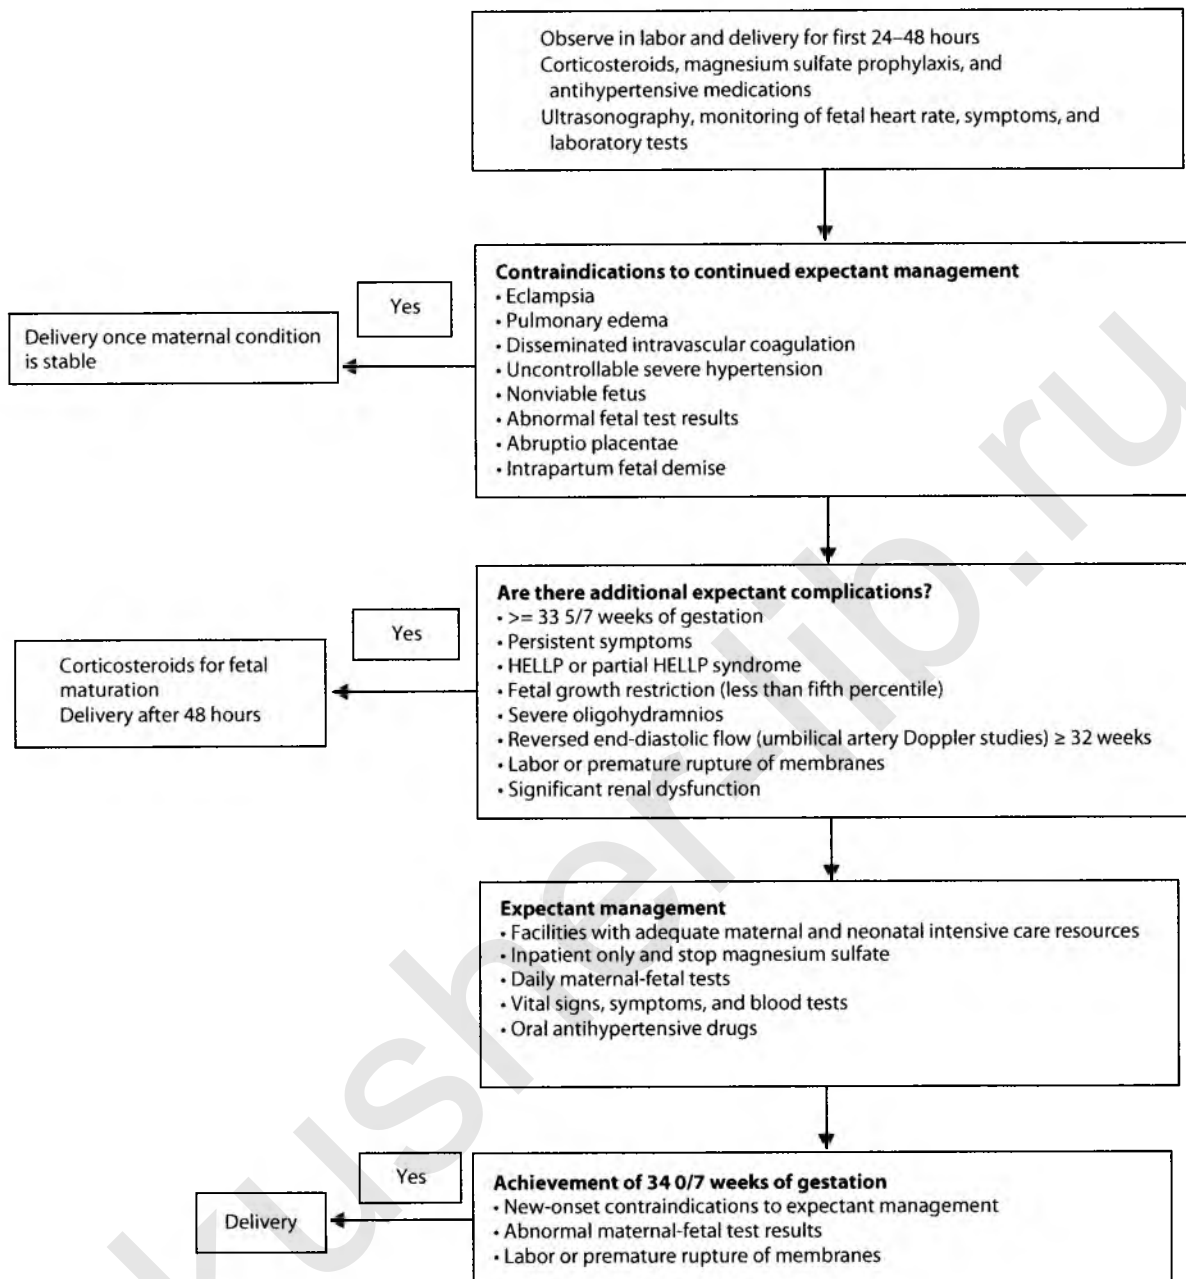 Observe in labor and delivery for first 24–48 hours
Corticosteroids, magnesium sulfate prophylaxis, and
antihypertensive medications
Ultrasonography, monitoring of fetal heart rate, symptoms, and
laboratory tests
Contraindications to continued expectant management
• Eclampsia
• Pulmonary edema
• Disseminated intravascular coagulation
• Uncontrollable severe hypertension
• Nonviable fetus
• Abnormal fetal test results
• Abruptio placentae
• Intrapartum fetal demise
Yes
Delivery once maternal condition
is stable
Are there additional expectant complications?
• >= 33 5/7 weeks of gestation
• Persistent symptoms
• HELLP or partial HELLP syndrome
• Fetal growth restriction (less than fifth percentile)
• Severe oligohydramnios
• Reversed end-diastolic flow (umbilical artery Doppler studies) ≥ 32 weeks
• Labor or premature rupture of membranes
• Significant renal dysfunction
Yes
Corticosteroids for fetal
maturation
Delivery after 48 hours
Expectant management
• Facilities with adequate maternal and neonatal intensive care resources
• Inpatient only and stop magnesium sulfate
• Daily maternal-fetal tests
• Vital signs, symptoms, and blood tests
• Oral antihypertensive drugs
Achievement of 34 0/7 weeks of gestation
• New-onset contraindications to expectant management
• Abnormal maternal-fetal test results
• Labor or premature rupture of membranes
Yes
Delivery
kusher-lib.ru